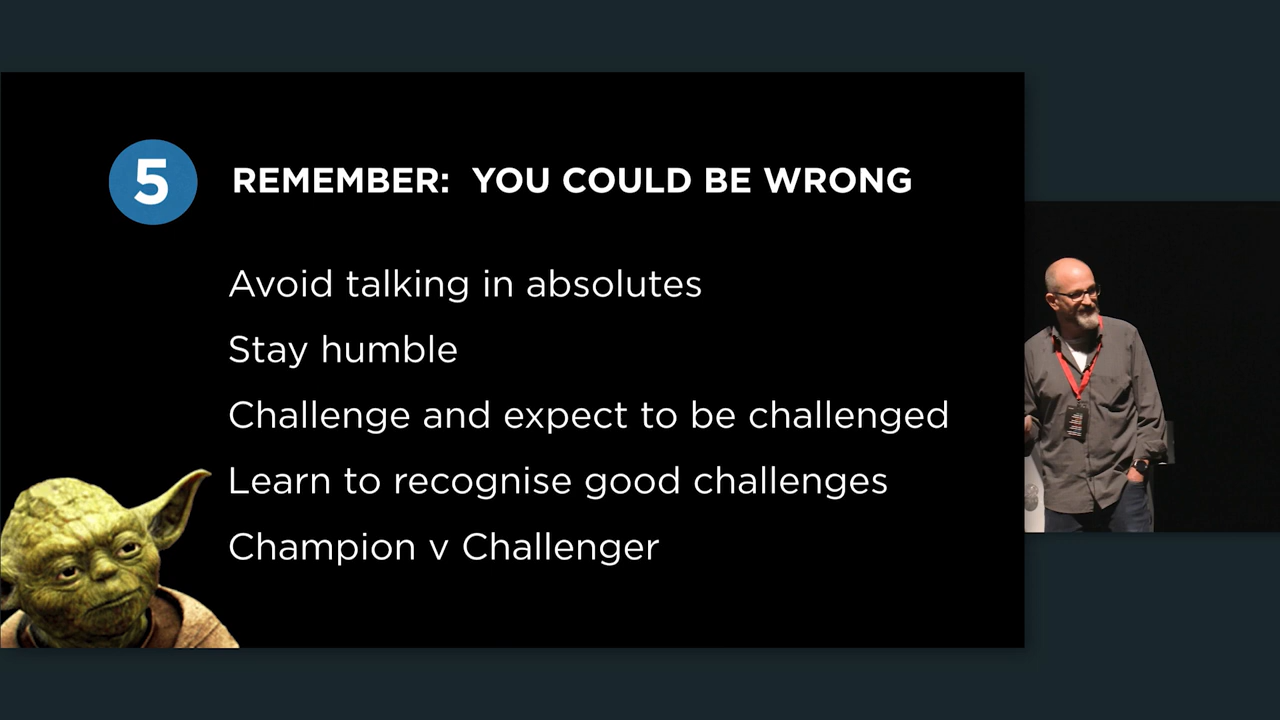 5
REMEMBER: YOU COULD BE WRONG
Avoid talking in absolutes
Stay humble
Challenge and expect to be challenged
Learn to recognise good challenges
Champion v Challenger